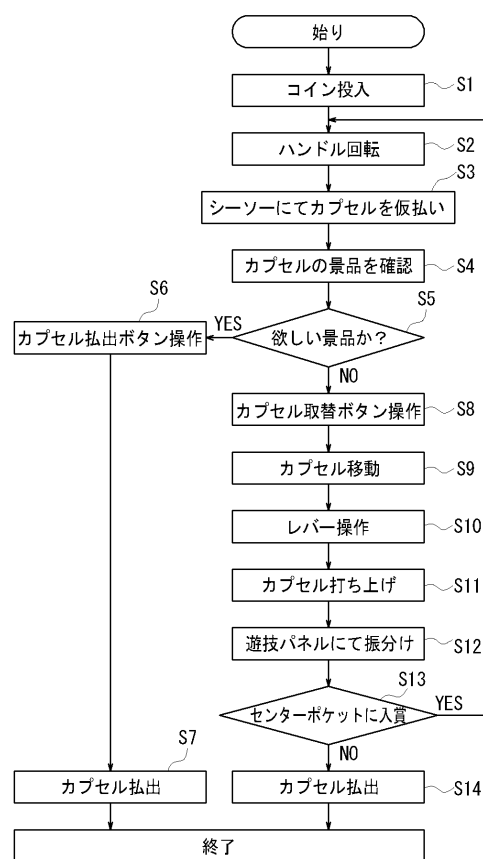 始り
コイン投入
S1
ハンドル回転
S2
シーソーにてカプセルを仮払い
S3
カプセルの景品を確認
S4
欲しい景品か?
S5
YES
カプセル払出ボタン操作
S6
NO
カプセル取替ボタン操作
S8
カプセル移動
S9
レバー操作
S10
カプセル打ち上げ
S11
遊技パネルにて振分け
S12
センターポケットに入賞
S13
YES
NO
カプセル払出
S7
カプセル払出
S14
終了